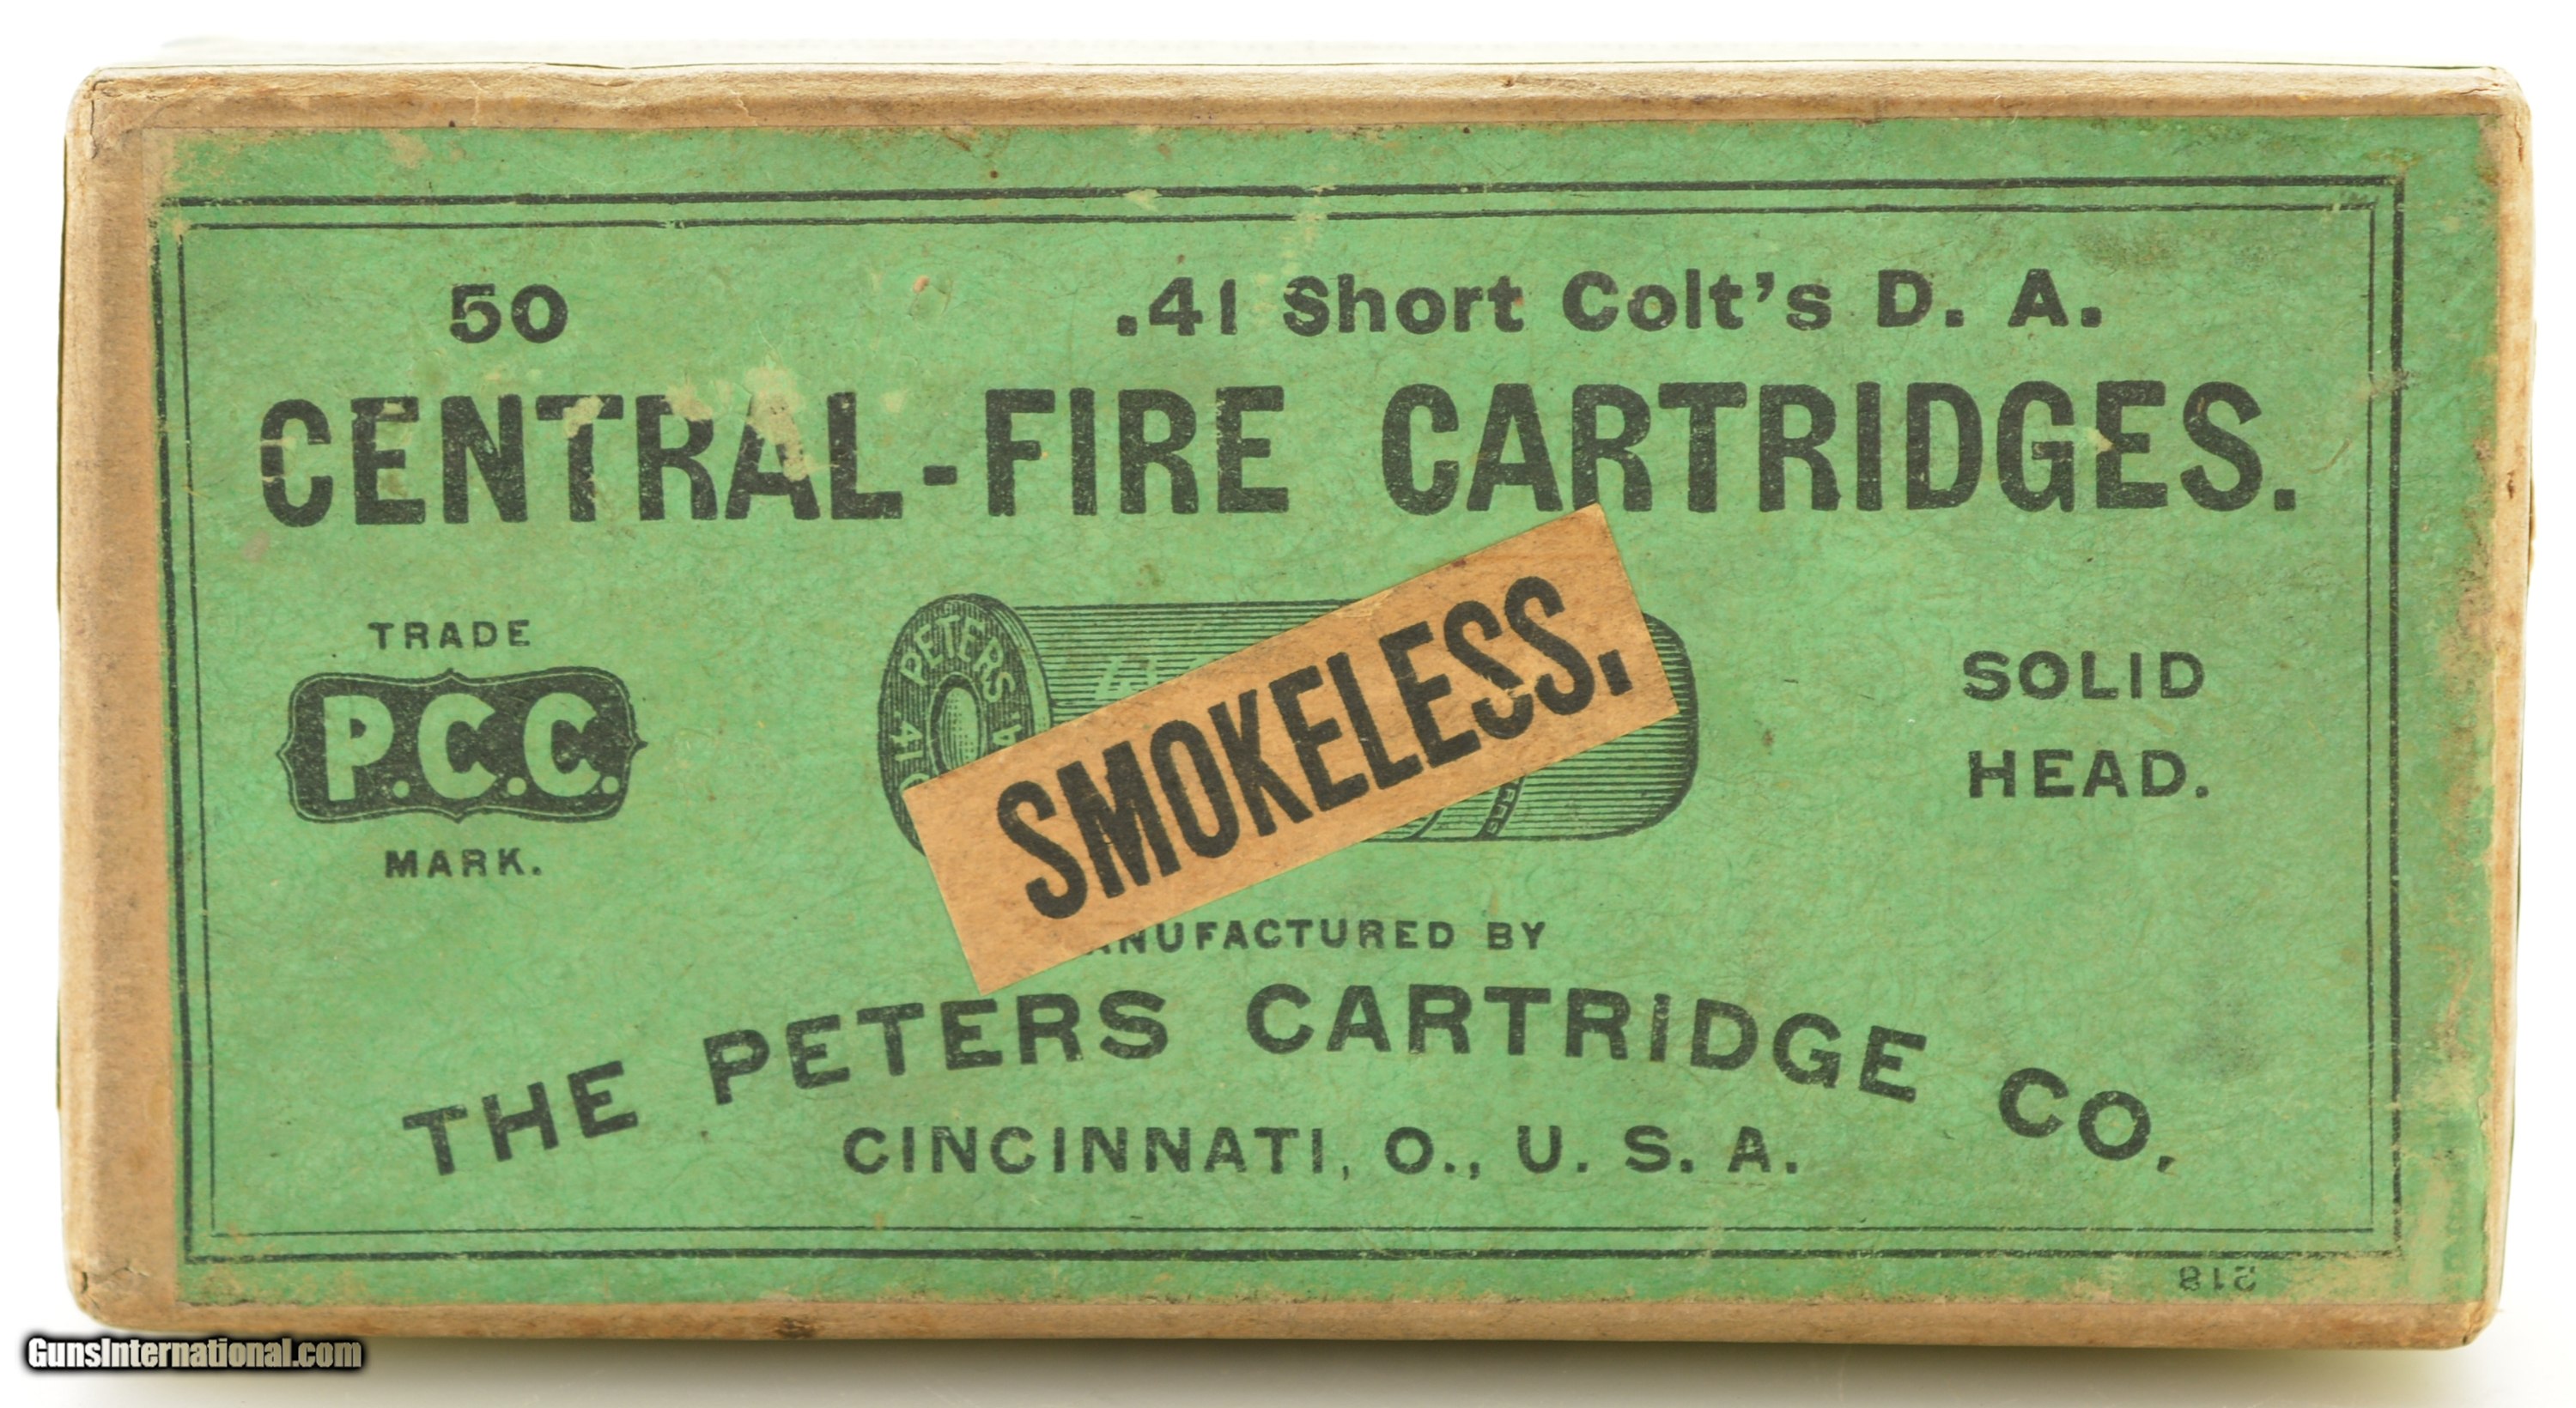 50 .41 Short Colt's D. A.
CENTRAL-FIRE CARTRIDGES.
TRADE
P.C.C.
MARK.
PETERS
SMOKELESS.
SOLID
HEAD.
ANUFACTURED BY
THE PETERS CARTRIDGE CO.
CINCINNATI, O., U. S. A.
218
GunsInternational.com